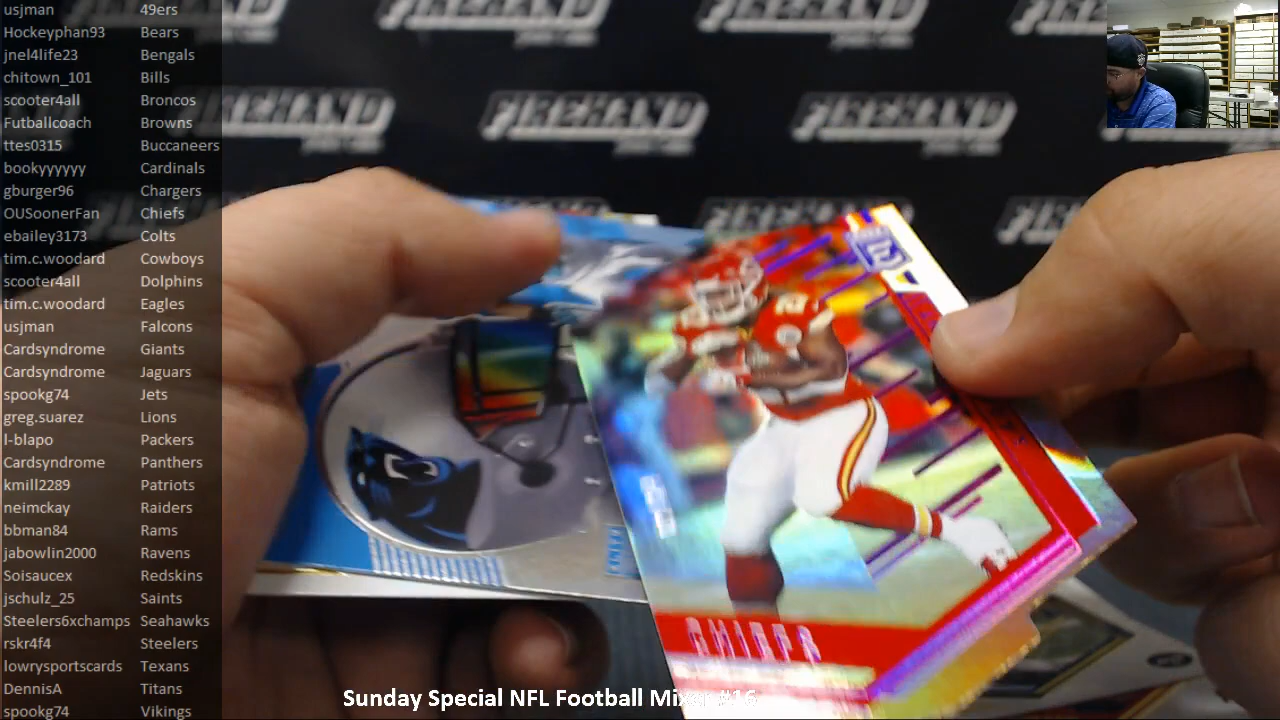 usjman 49ers
Hockeyphan93 Bears
jnel4life23 Bengals
chitown_101 Bills
scooter4all Broncos
Futballcoach Browns
ttes0315 Buccaneers
bookyyyyyy Cardinals
gburger96 Chargers
OUSoonerFan Chiefs
ebailey3173 Colts
tim.c.woodard Cowboys
scooter4all Dolphins
tim.c.woodard Eagles
usjman Falcons
Cardsyndrome Giants
Cardsyndrome Jaguars
spookg74 Jets
greg.suarez Lions
l-blapo Packers
Cardsyndrome Panthers
kmill2289 Patriots
neimckay Raiders
bbman84 Rams
jabowlin2000 Ravens
Soisaucex Redskins
jschulz_25 Saints
Steelers6xchamps Seahawks
rskr4f4 Steelers
lowrysportscards Texans
DennisA Titans
spookg74 Vikings
FIREHAND
FIREHAND
FIREHAND
CHIEFS
Sunday Special NFL Football Mixer #16